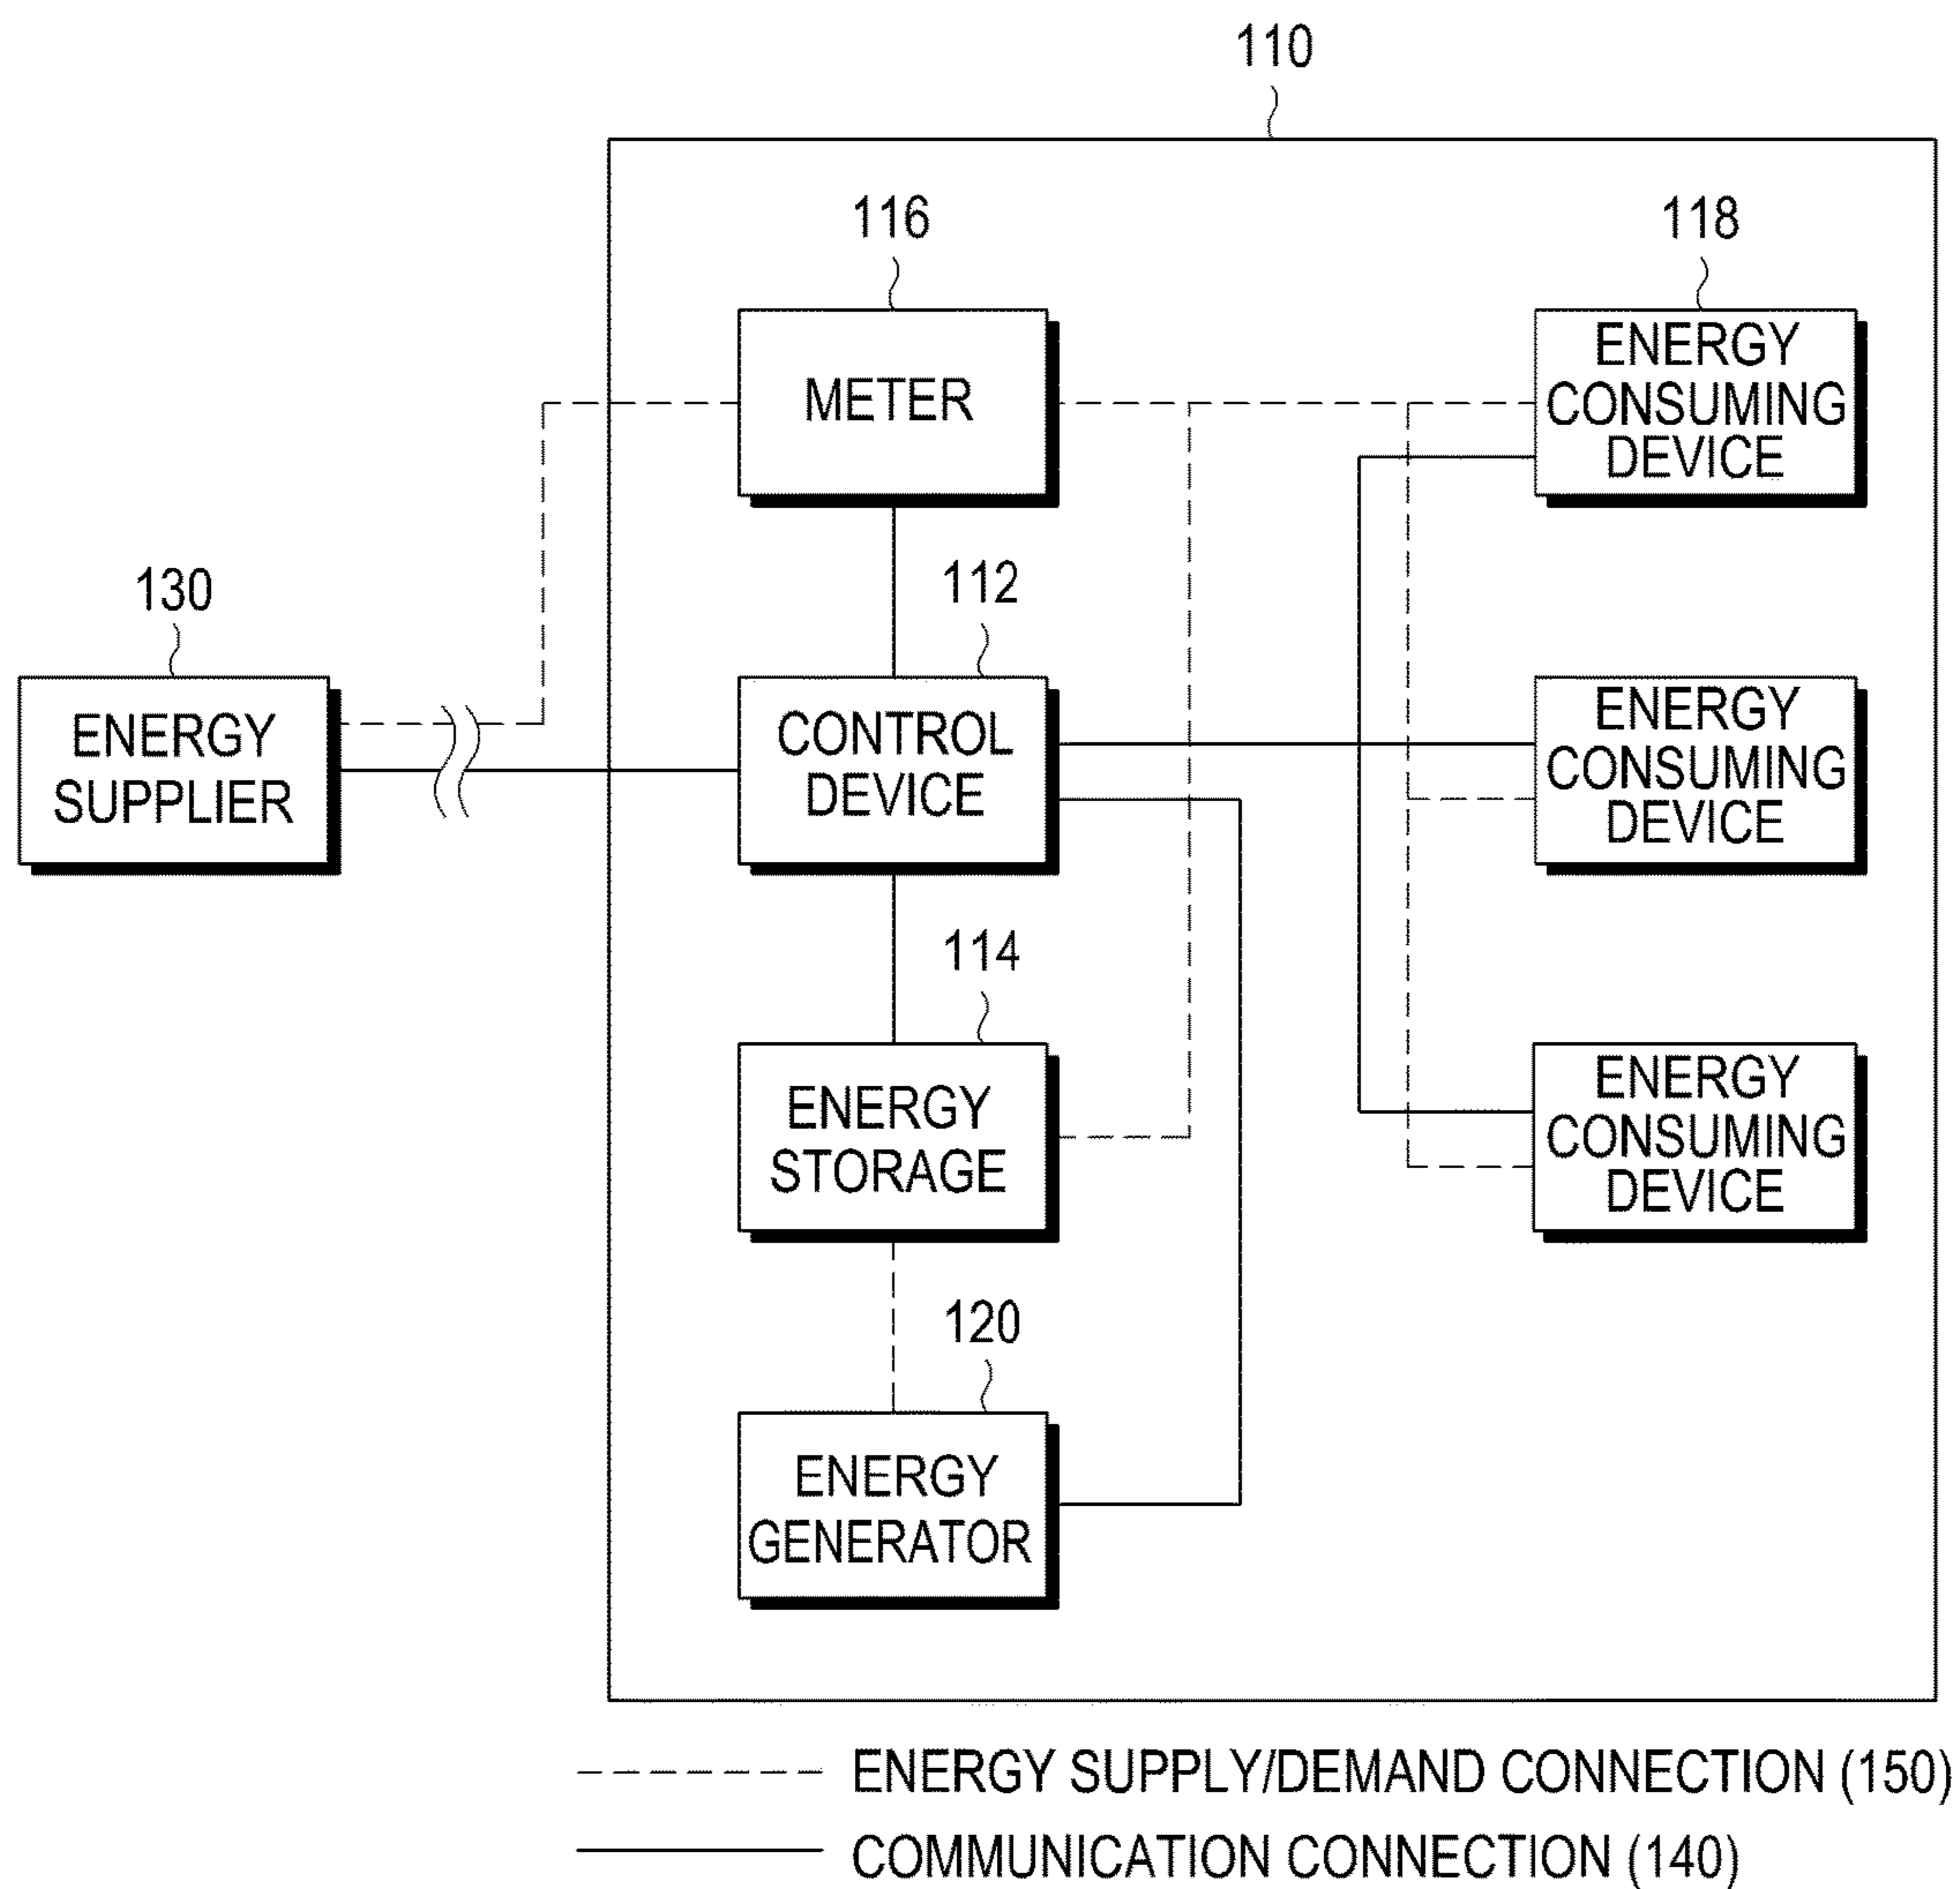 110
116
118
METER
ENERGY
CONSUMING
DEVICE
130
112
ENERGY
SUPPLIER
CONTROL
DEVICE
ENERGY
CONSUMING
DEVICE
114
ENERGY
STORAGE
ENERGY
CONSUMING
DEVICE
120
ENERGY
GENERATOR
ENERGY SUPPLY/DEMAND CONNECTION (150)
COMMUNICATION CONNECTION (140)